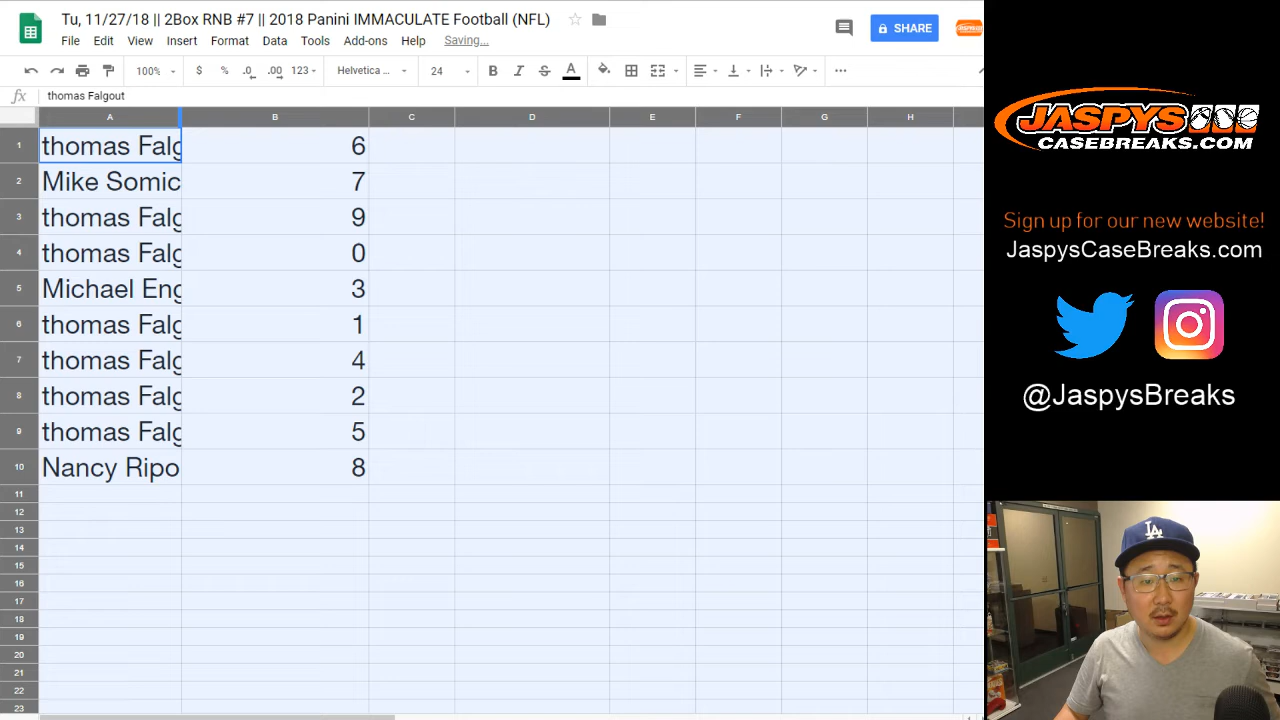 Tu, 11/27/18 || 2Box RNB #7 || 2018 Panini IMMACULATE Football (NFL)
File Edit View Insert Format Data Tools Add-ons Help Saving...
SHARE
100% $ % .0 .00 123 Helvetica ... 24 B I S A
fx thomas Falgout
A B C D E F G H
1 thomas Falg 6
2 Mike Somic 7
3 thomas Falg 9
4 thomas Falg 0
5 Michael Eng 3
6 thomas Falg 1
7 thomas Falg 4
8 thomas Falg 2
9 thomas Falg 5
10 Nancy Ripo 8
11
12
13
14
15
16
17
18
19
20
21
22
23
JASPYS
CASEBREAKS.COM
Sign up for our new website!
JaspysCaseBreaks.com
@JaspysBreaks
LA